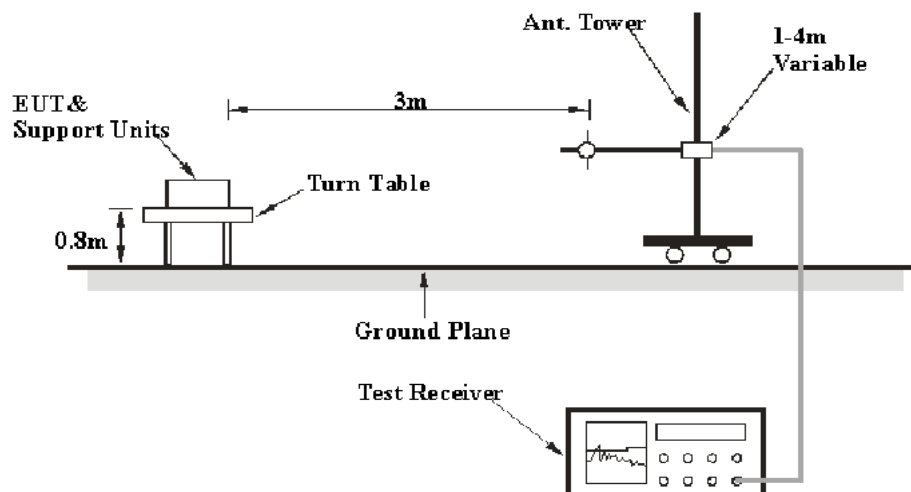 Ant. Tower
1-4m
Variable
3m
EUT&
Support Units
Turn Table
0.8m
Ground Plane
Test Receiver